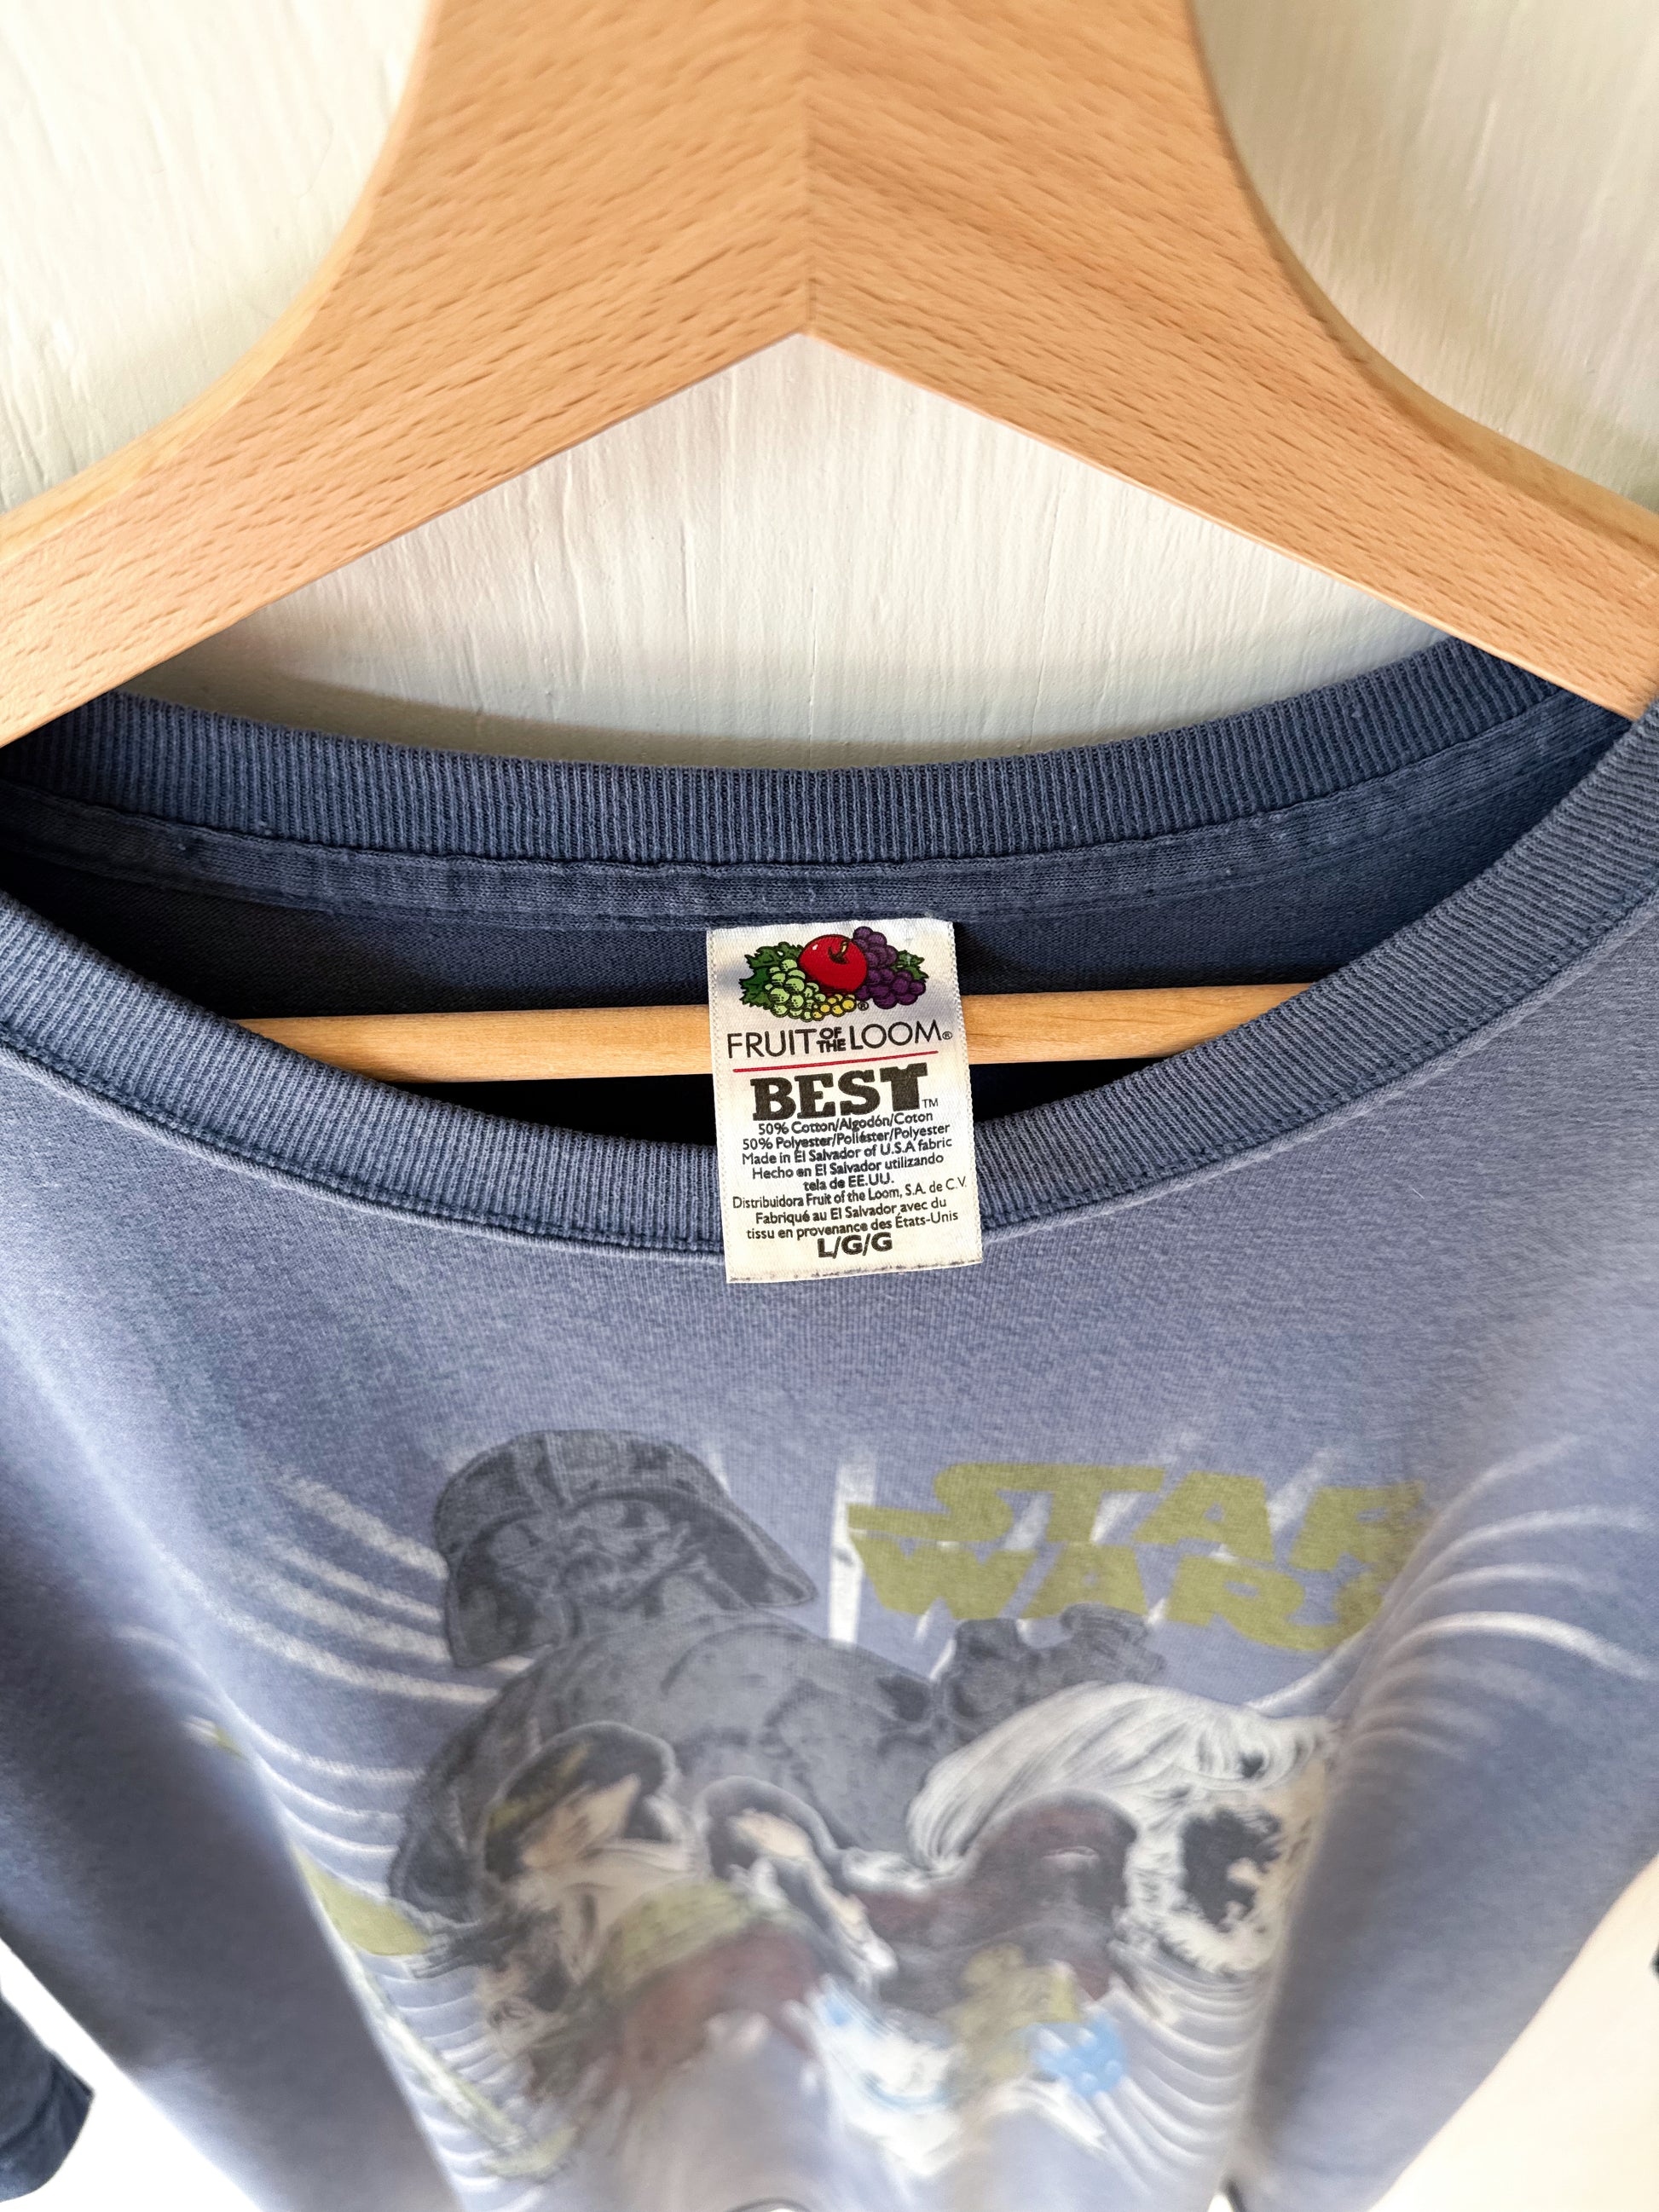 FRUIT OF THE LOOM®
BEST™
50% Cotton/Algodón/Coton
50% Polyester/Poliéster/Polyester
Made in El Salvador of U.S.A fabric
Hecho en El Salvador utilizando
tela de EE.UU.
Distribuidora Fruit of the Loom, S.A. de C.V.
Fabriqué au El Salvador avec du
tissu en provenance des États-Unis
L/G/G
STAR
WARS